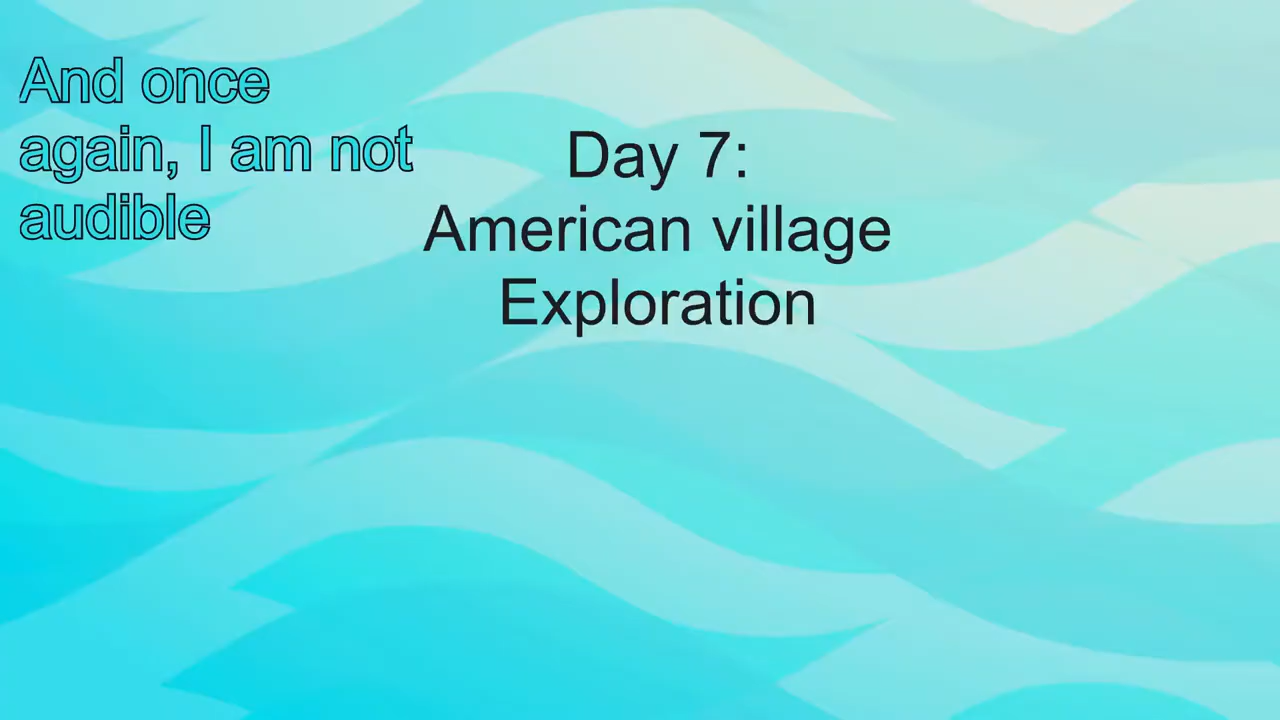 And once
again, I am not
audible
Day 7:
American village
Exploration